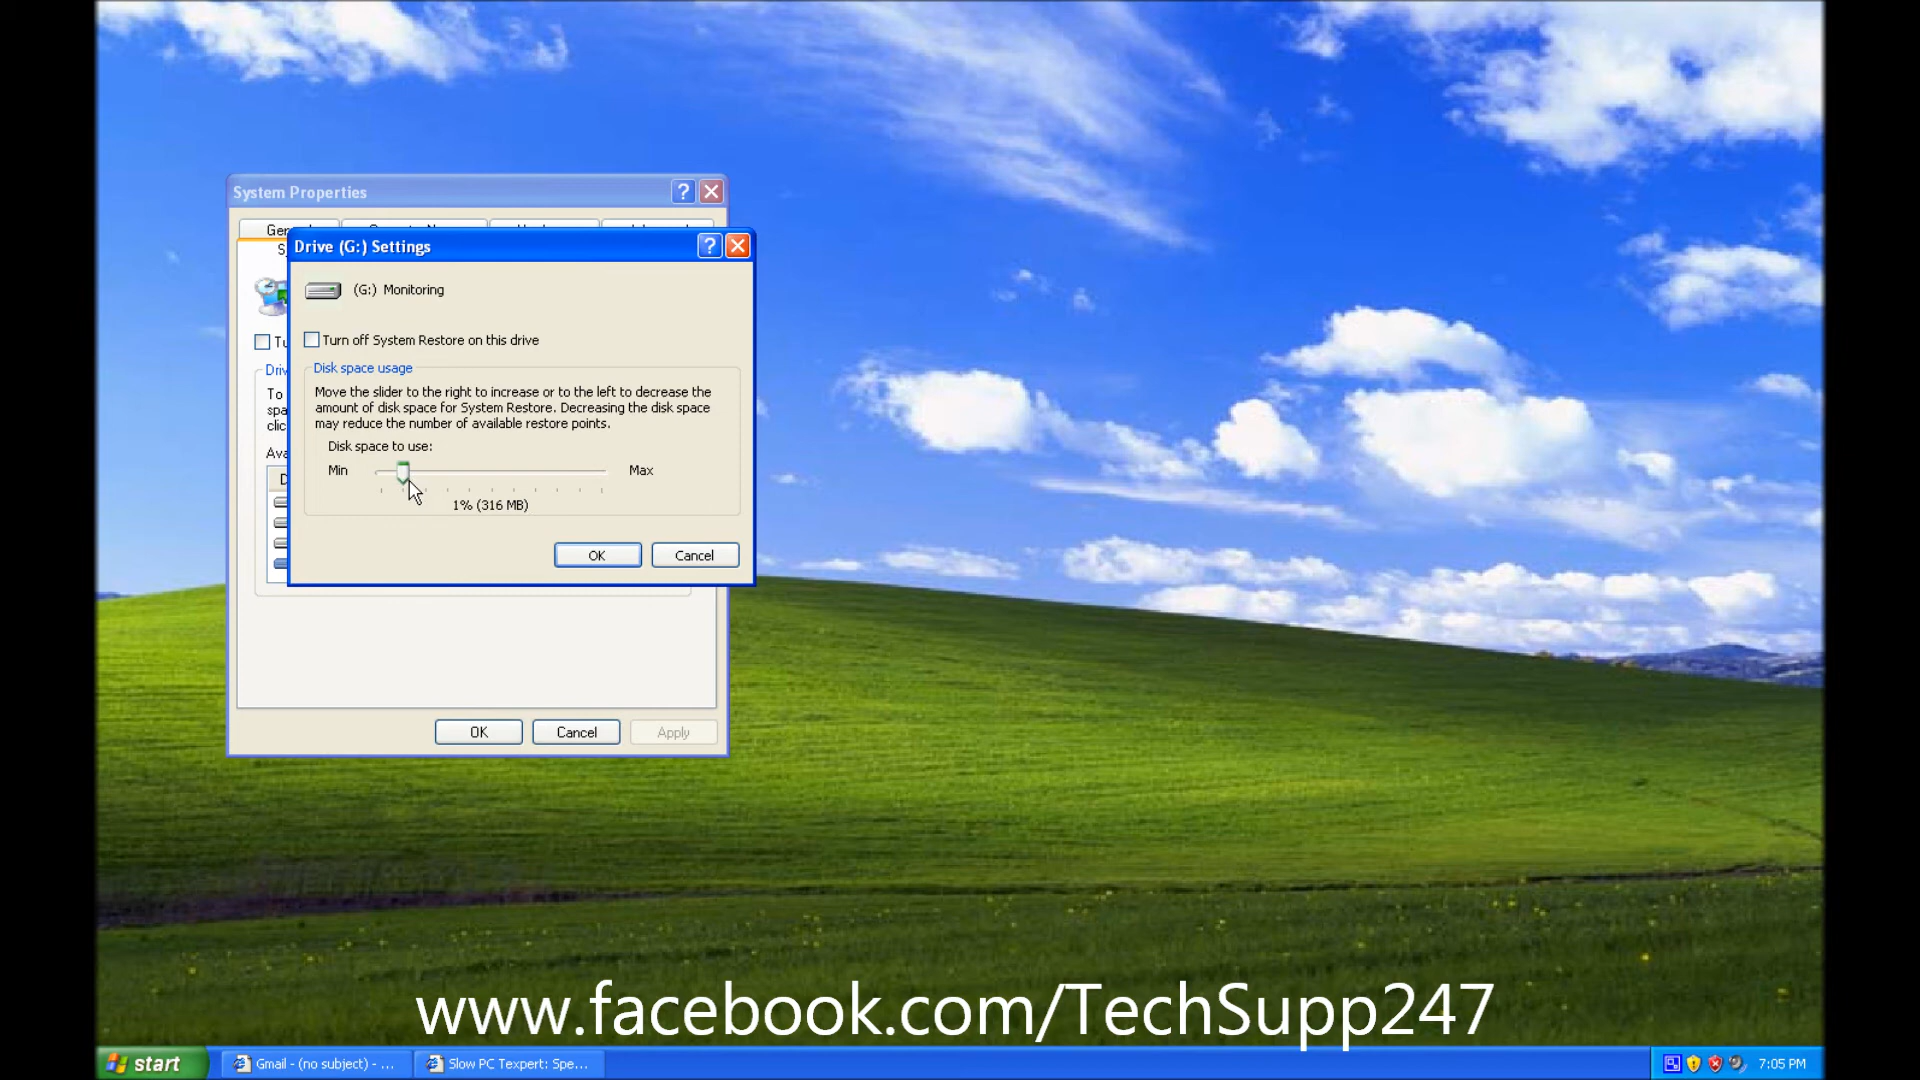 System Properties
Drive (G:) Settings
(G:) Monitoring
Turn off System Restore on this drive
Disk space usage
Move the slider to the right to increase or to the left to decrease the
amount of disk space for System Restore. Decreasing the disk space
may reduce the number of available restore points.
Disk space to use:
Min
Max
1% (316 MB)
OK
Cancel
To
OK
Cancel
Apply
www.facebook.com/TechSupp247
start
Gmail - (no subject) - ...
Slow PC Texpert: Spe...
7:05 PM